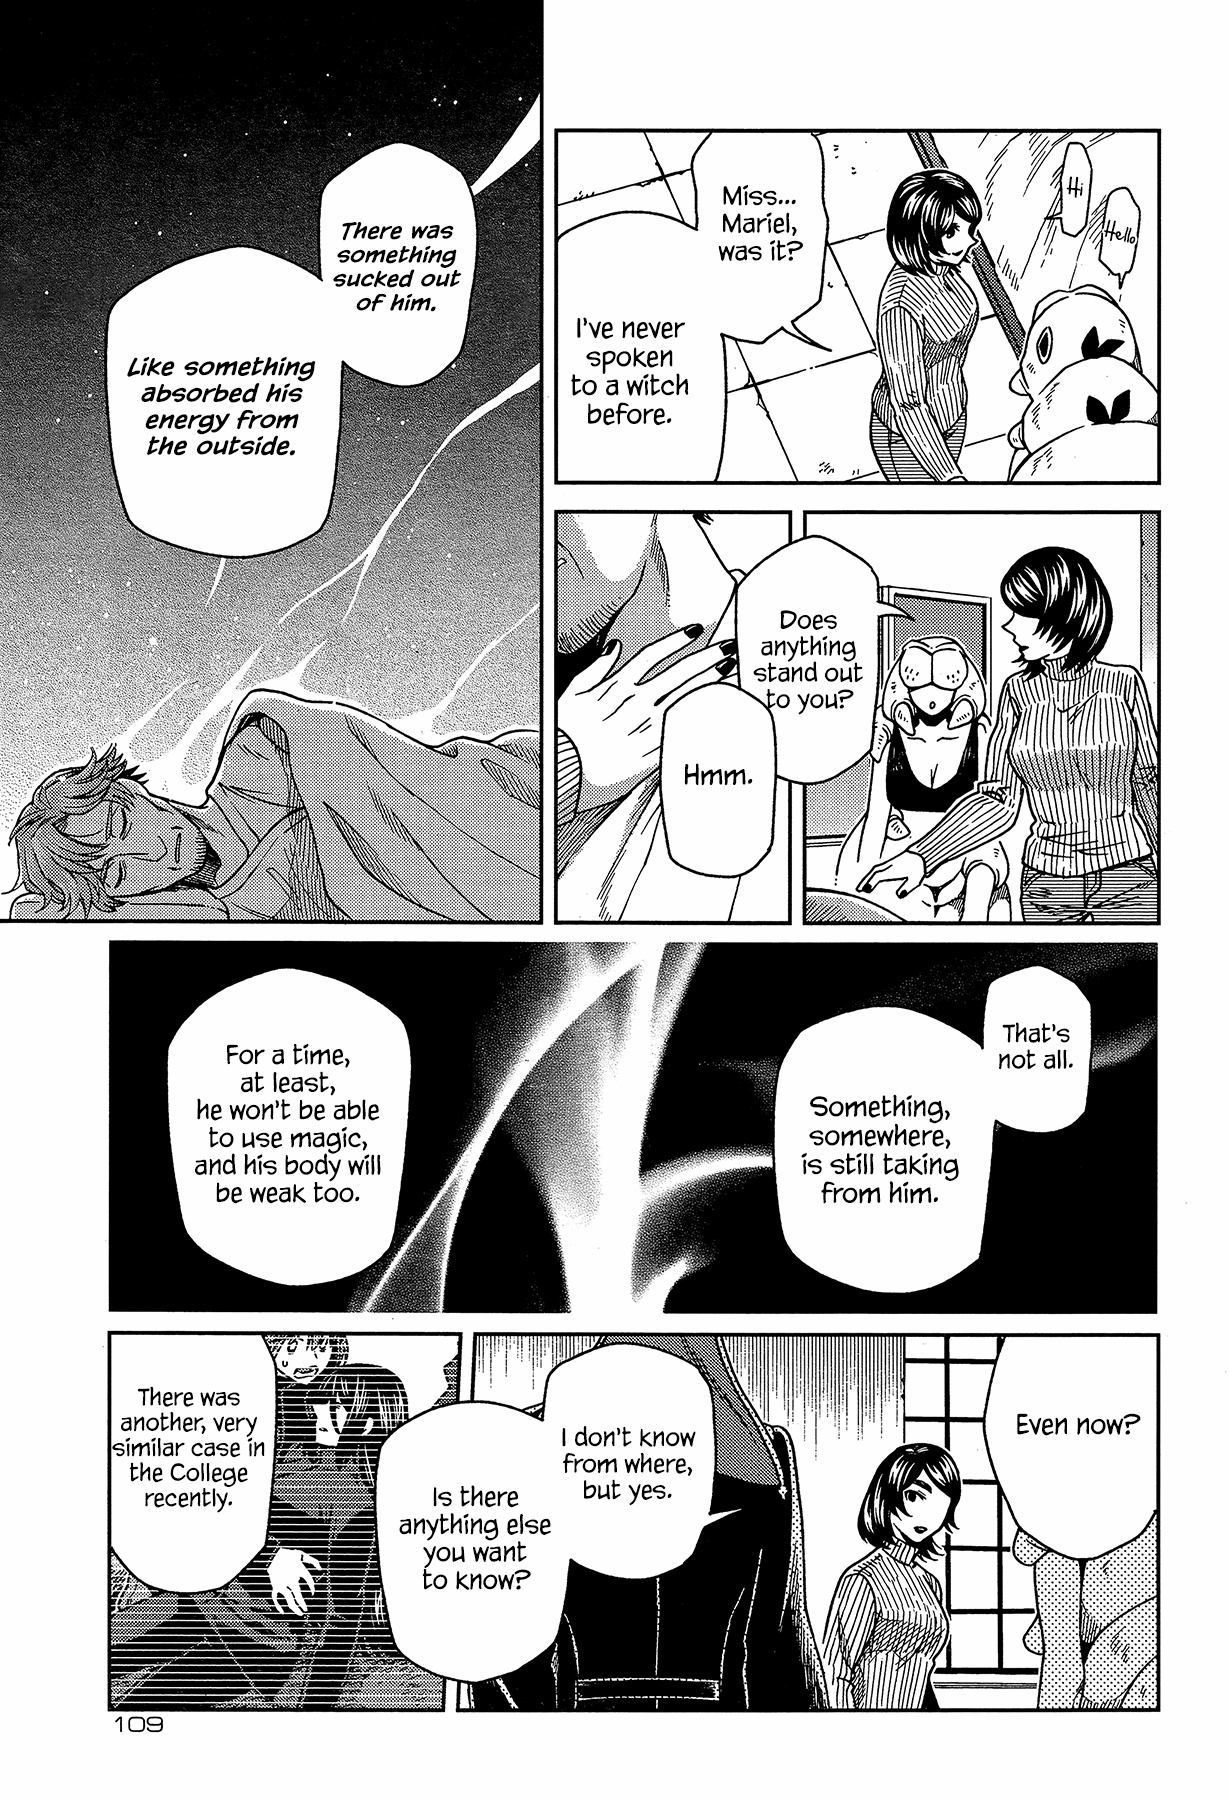 Miss...
Mariel,
was it?
Hi
Hello
I've never
spoken
to a witch
before.
Does
anything
stand out
to you?
Hmm.
There was
something
sucked out
of him.
Like something
absorbed his
energy from
the outside.
That's
not all.
Something,
somewhere,
is still taking
from him.
For a time,
at least,
he won't be able
to use magic,
and his body will
be weak too.
Even now?
I don't know
from where,
but yes.
Is there
anything else
you want
to know?
There was
another, very
similar case in
the College
recently.
109